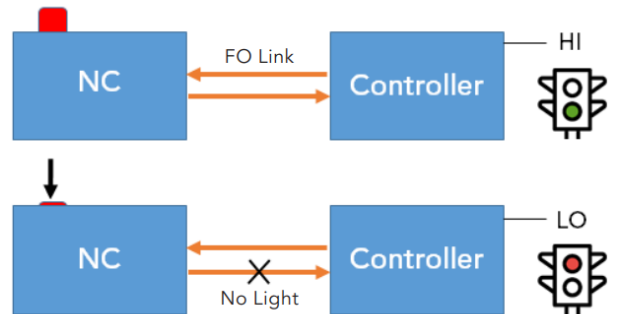 FO Link
HI
NC
Controller
LO
NC
Controller
No Light